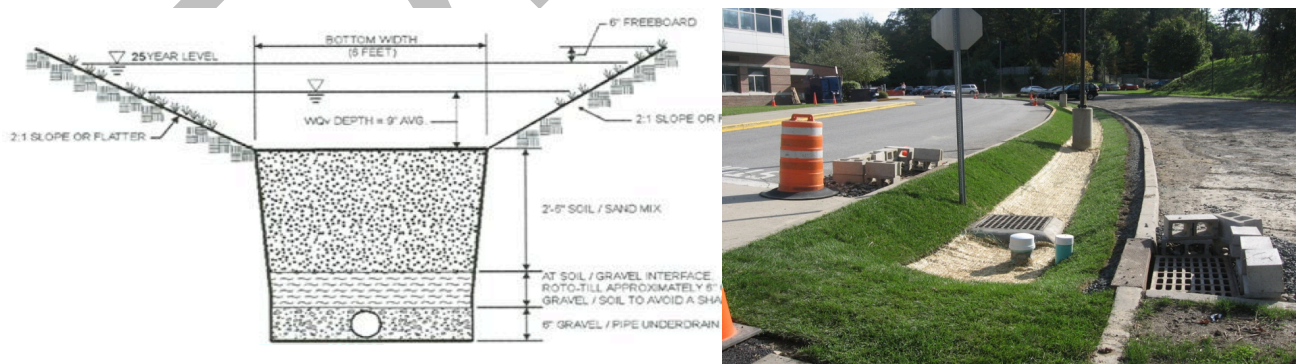 6" FREEBOARD
BOTTOM WIDTH
(6 FEET)
25 YEAR LEVEL
WQv DEPTH = 9" AVG.
2:1 SLOPE OR FLATTER
2:1 SLOPE OR F
2'-6" SOIL / SAND MIX
AT SOIL / GRAVEL INTERFACE
ROTO-TILL APPROXIMATELY 6"
GRAVEL / SOIL TO AVOID A SHA
6" GRAVEL / PIPE UNDERDRAIN